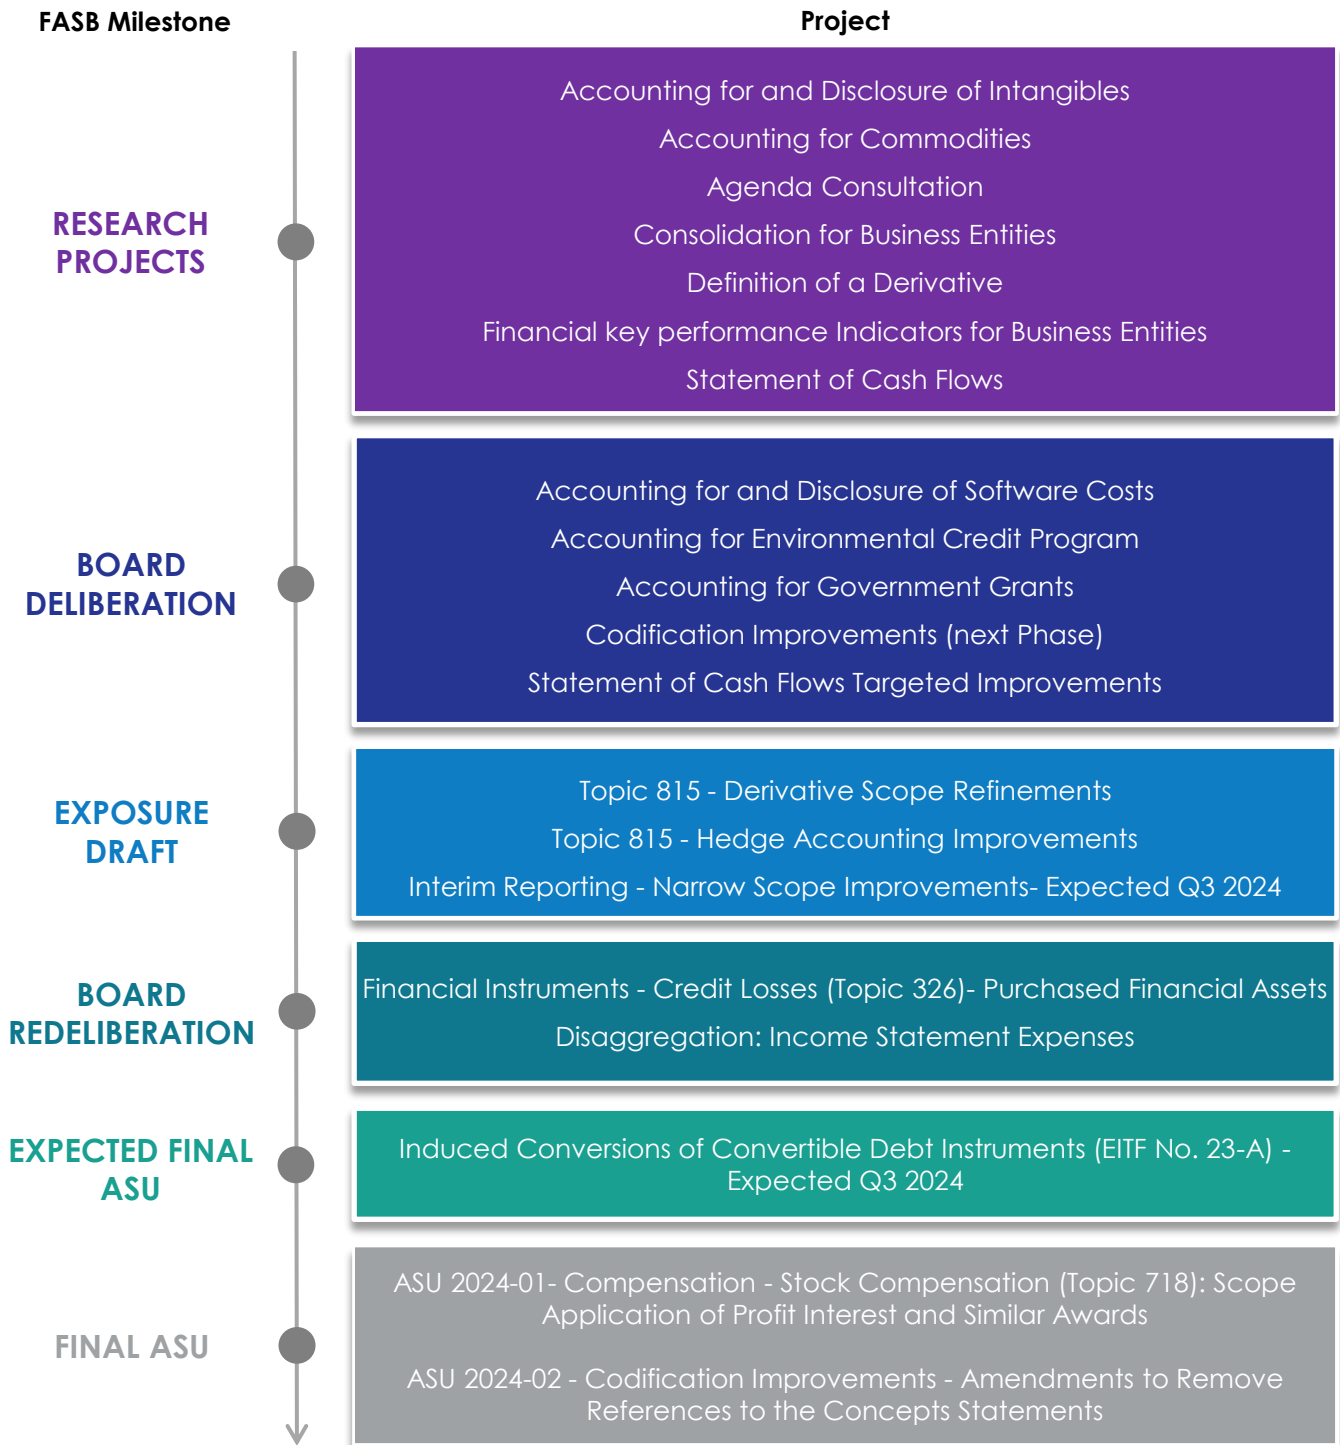 FASB Milestone
Project
RESEARCH
PROJECTS
Accounting for and Disclosure of Intangibles
Accounting for Commodities
Agenda Consultation
Consolidation for Business Entities
Definition of a Derivative
Financial key performance Indicators for Business Entities
Statement of Cash Flows
BOARD
DELIBERATION
Accounting for and Disclosure of Software Costs
Accounting for Environmental Credit Program
Accounting for Government Grants
Codification Improvements (next Phase)
Statement of Cash Flows Targeted Improvements
EXPOSURE
DRAFT
Topic 815 - Derivative Scope Refinements
Topic 815 - Hedge Accounting Improvements
Interim Reporting - Narrow Scope Improvements- Expected Q3 2024
BOARD
REDELIBERATION
Financial Instruments - Credit Losses (Topic 326)- Purchased Financial Assets
Disaggregation: Income Statement Expenses
EXPECTED FINAL
ASU
Induced Conversions of Convertible Debt Instruments (EITF No. 23-A) -
Expected Q3 2024
FINAL ASU
ASU 2024-01- Compensation - Stock Compensation (Topic 718): Scope
Application of Profit Interest and Similar Awards
ASU 2024-02 - Codification Improvements - Amendments to Remove
References to the Concepts Statements